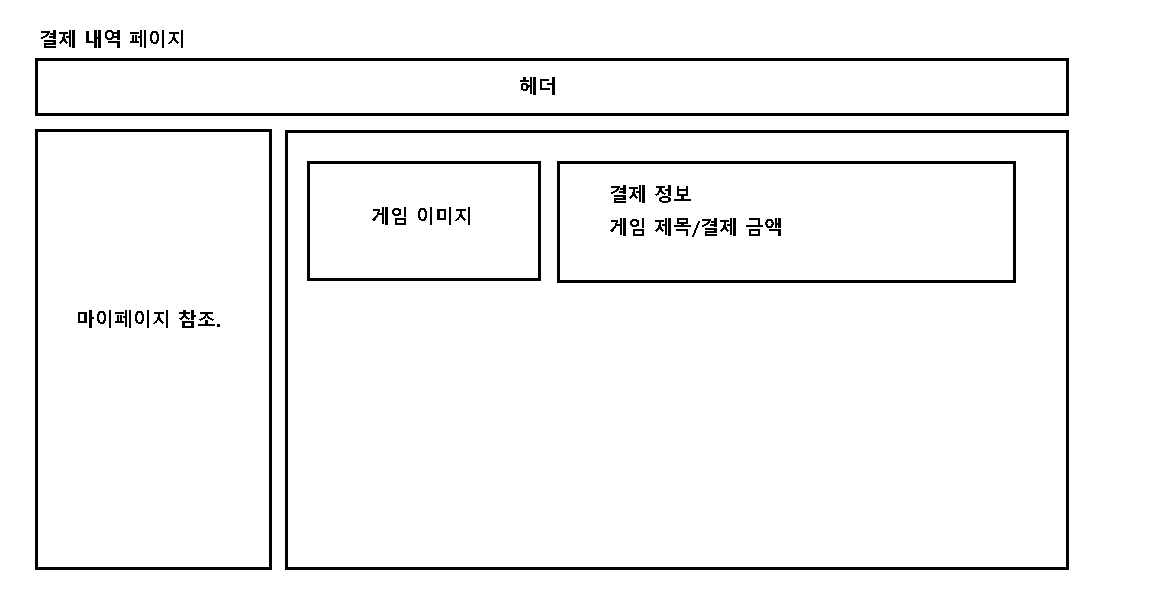 결제 내역 페이지
헤더
마이페이지 참조.
게임 이미지
결제 정보
게임 제목/결제 금액